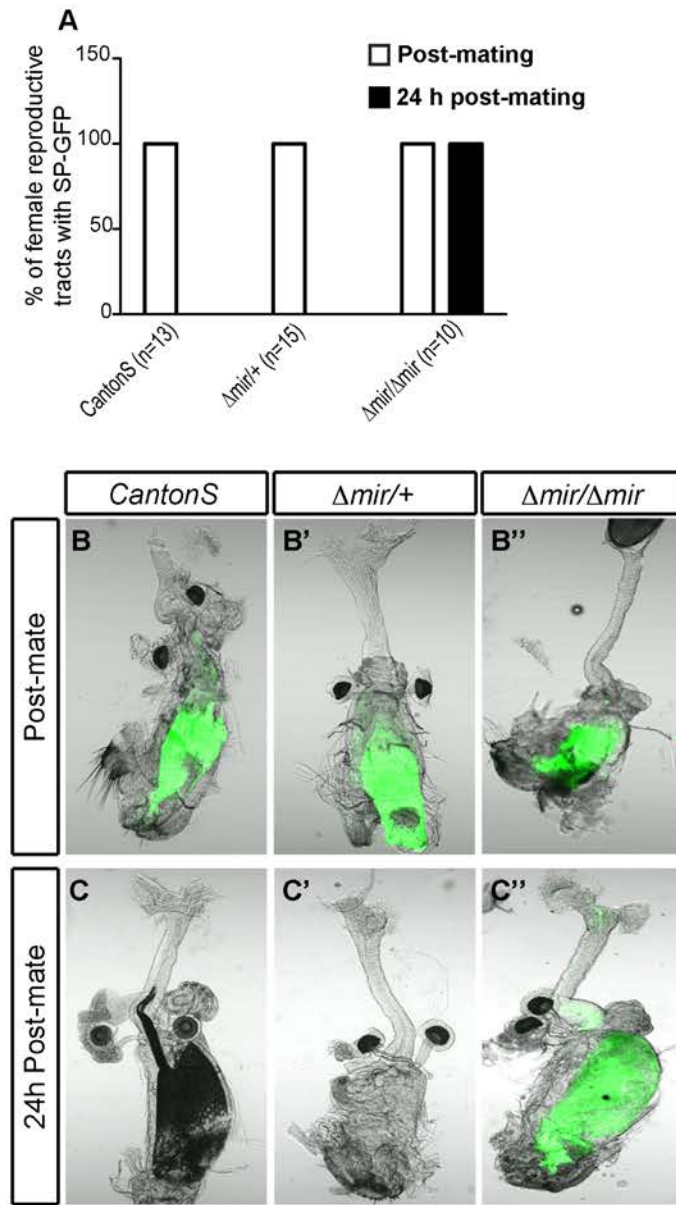 A
Post-mating
24 h post-mating
% of female reproductive
tracts with SP-GFP
150
100
50
0
CantonS (n=13)
Δmir/+ (n=15)
Δmir/Δmir (n=10)
CantonS
Δmir/+
Δmir/Δmir
Post-mate
B
B'
B''
24h Post-mate
C
C'
C''